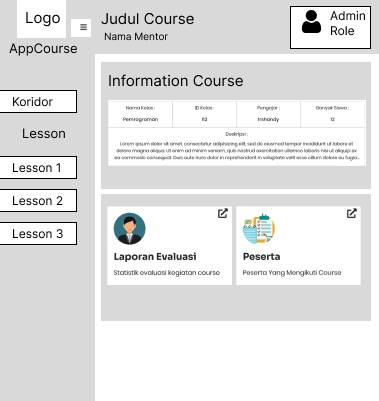 Logo
AppCourse
Judul Course
Nama Mentor
Admin
Role
Koridor
Lesson
Lesson 1
Lesson 2
Lesson 3
Information Course
Nama Kelas : ID Kelas : Pengajar : Banyak Siswa :
Pemrograman 112 Irshandy 12
Deskripsi :
Lorem ipsum dolor sit amet, consectetur adipisicing elit, sed do eiusmod tempor incididunt ut labore et
dolore magna aliqua. Ut enim ad minim veniam, quis nostrud exercitation ullamco laboris nisi ut aliquip ex
ea commodo consequat. Duis aute irure dolor in reprehenderit in voluptate velit esse cillum dolore eu fugia...
Laporan Evaluasi
Statistik evaluasi kegiatan course
Peserta
Peserta Yang Mengikuti Course